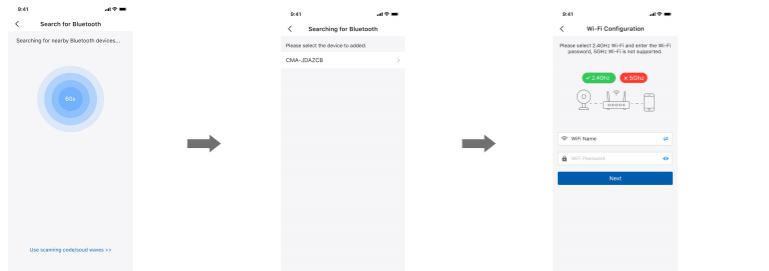 9:41
Search for Bluetooth
Searching for nearby Bluetooth devices...
60s
Use scanning code/soud waves >>
9:41
Searching for Bluetooth
Please select the device to added:
CMA-JDAZCB
9:41
Wi-Fi Configuration
Please select 2.4GHz Wi-Fi and enter the Wi-Fi
password, 5GHz Wi-Fi is not supported.
2.4Ghz
5Ghz
WiFi Name
WiFi Password
Next